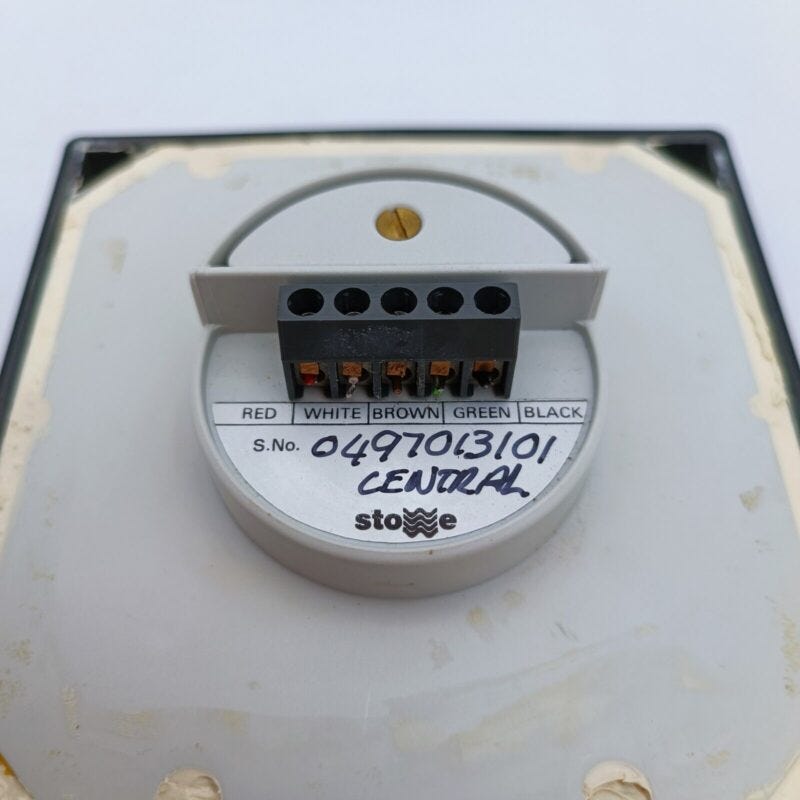 RED WHITE BROWN GREEN BLACK
S.No. 0497013101
CENTRAL
stowe